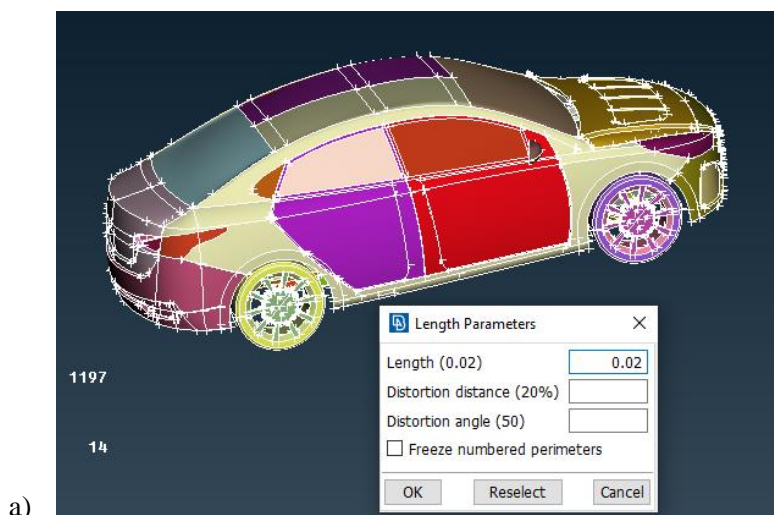 1197
14
Length Parameters
Length (0.02) 0.02
Distortion distance (20%)
Distortion angle (50)
Freeze numbered perimeters
OK Reselect Cancel
a)